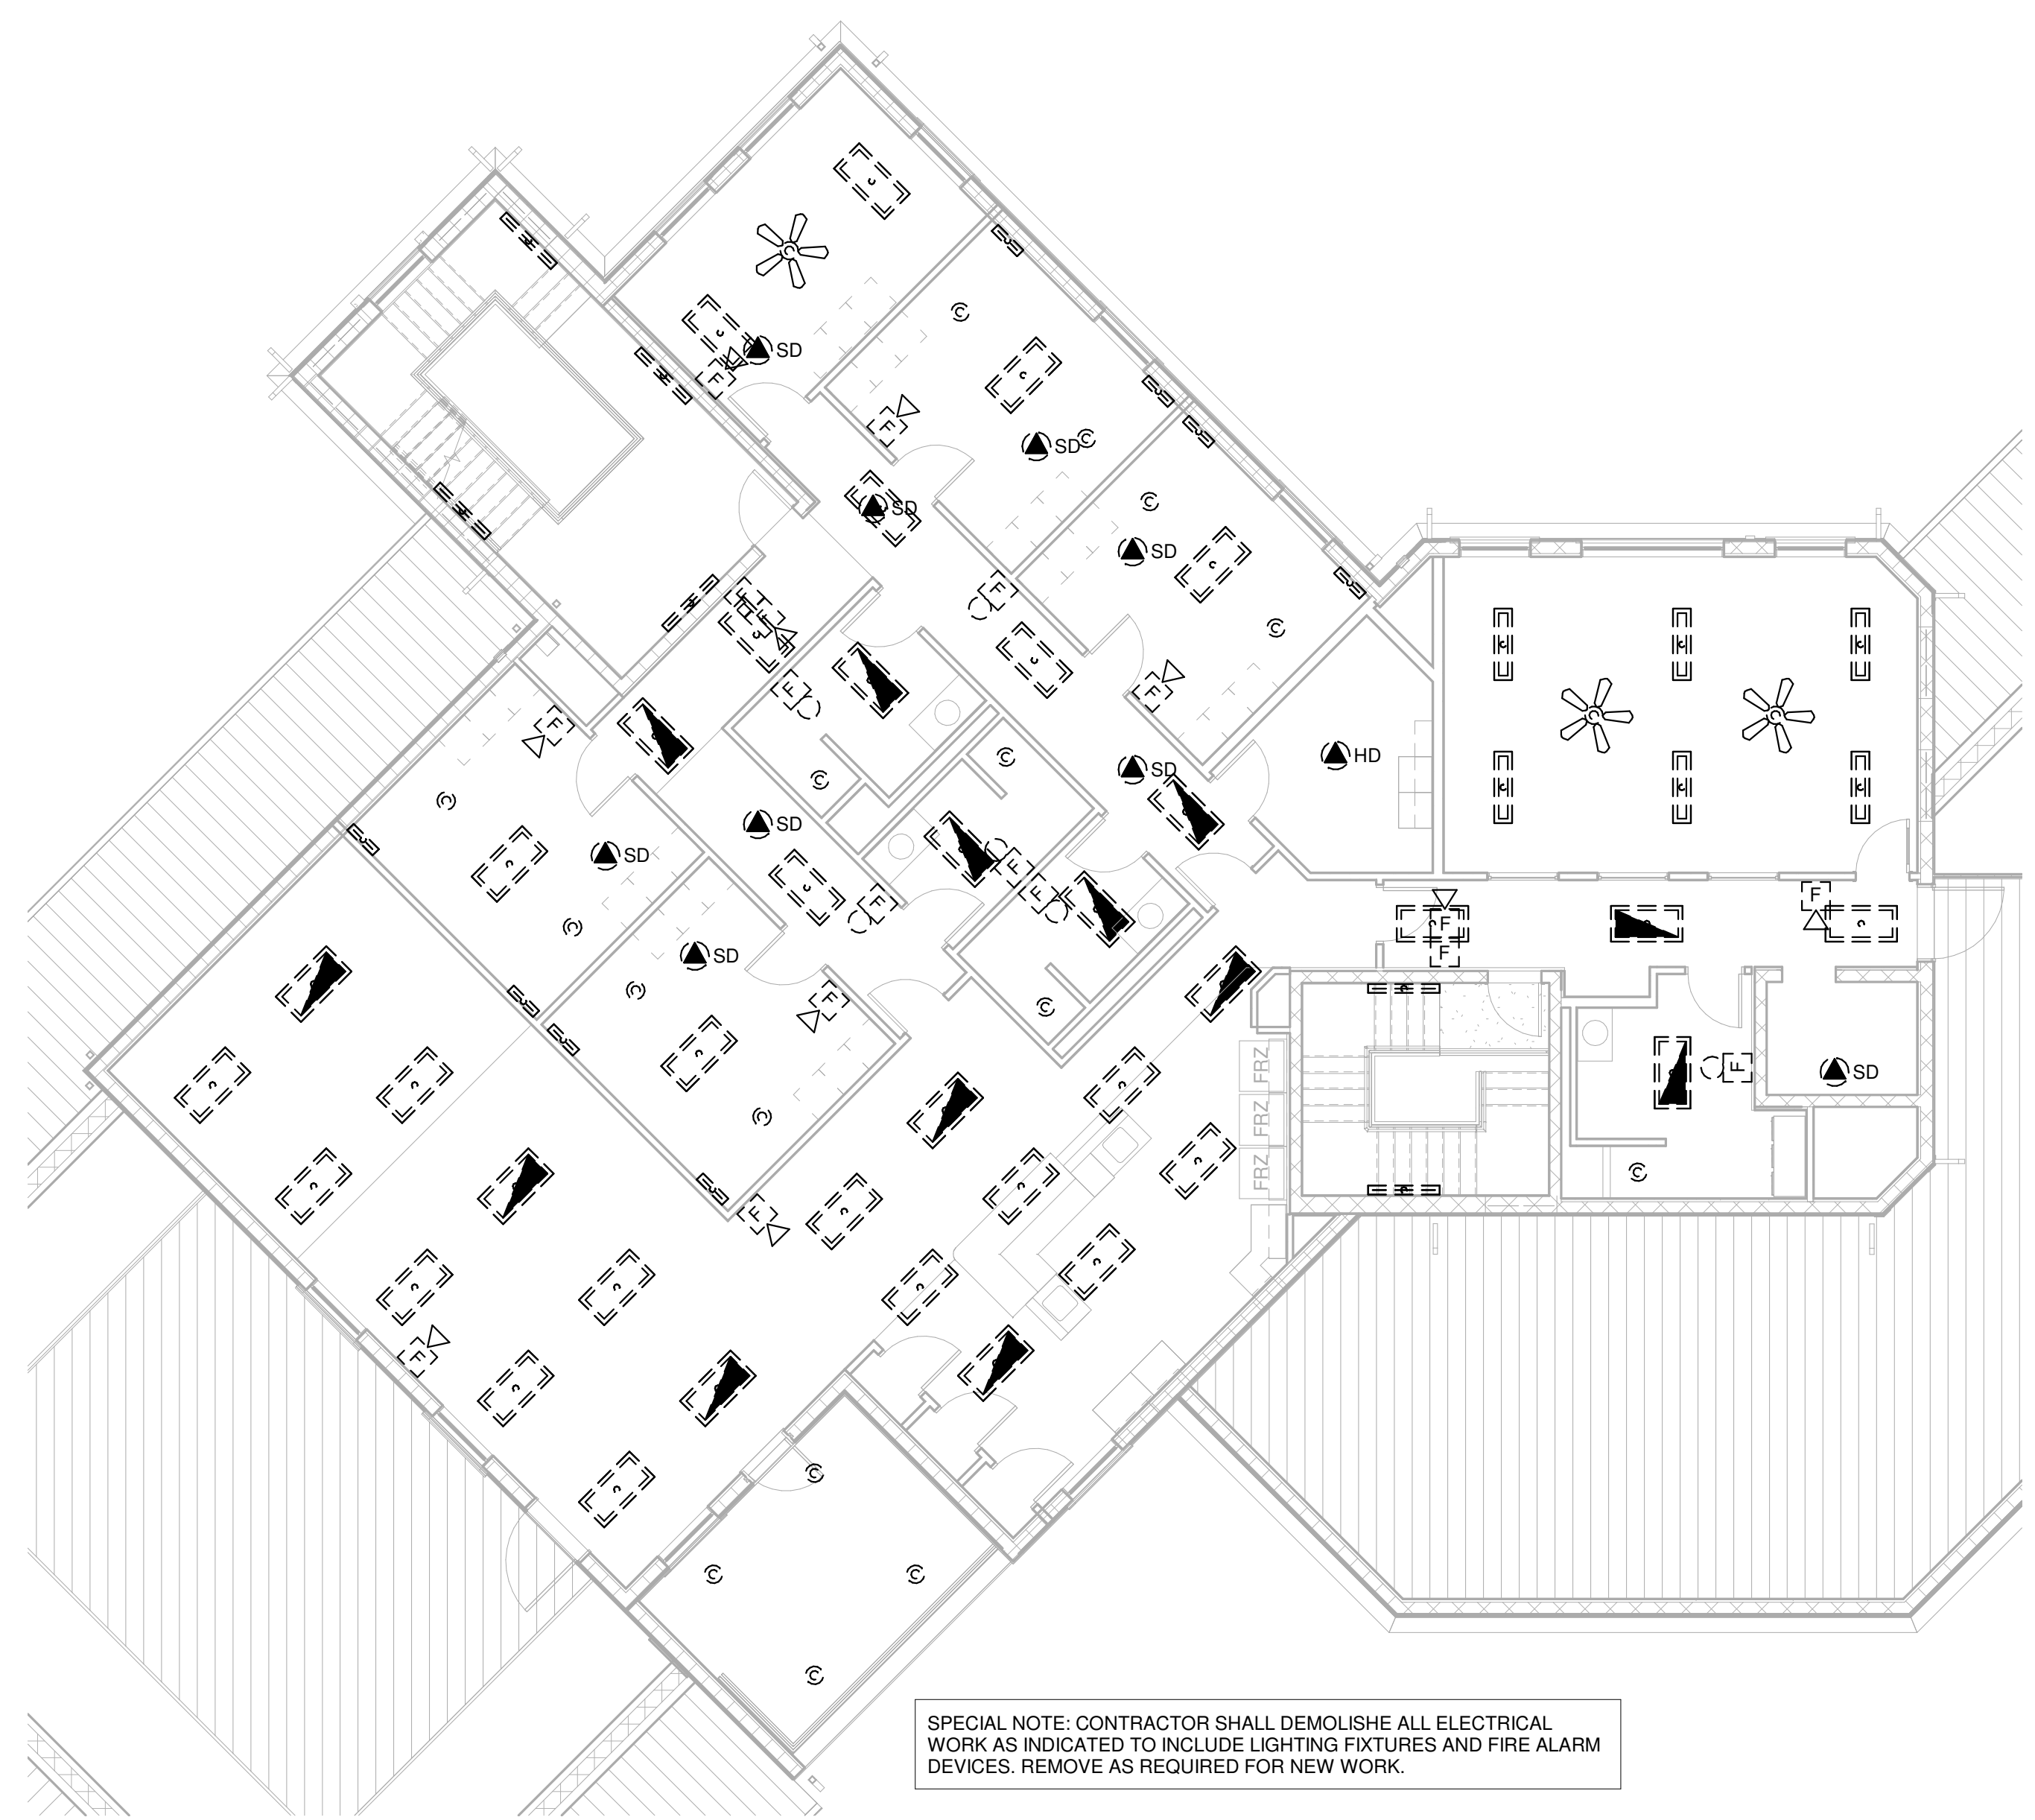 SD
F
F
SD
SD
SD
F
F
F
F
F
F
HD
SD
SD
SD
F
F
F
F
F
F
SD
F
FRZ
F
SD
FRZ
FRZ
F
F
SPECIAL NOTE: CONTRACTOR SHALL DEMOLISHE ALL ELECTRICAL
WORK AS INDICATED TO INCLUDE LIGHTING FIXTURES AND FIRE ALARM
DEVICES. REMOVE AS REQUIRED FOR NEW WORK.